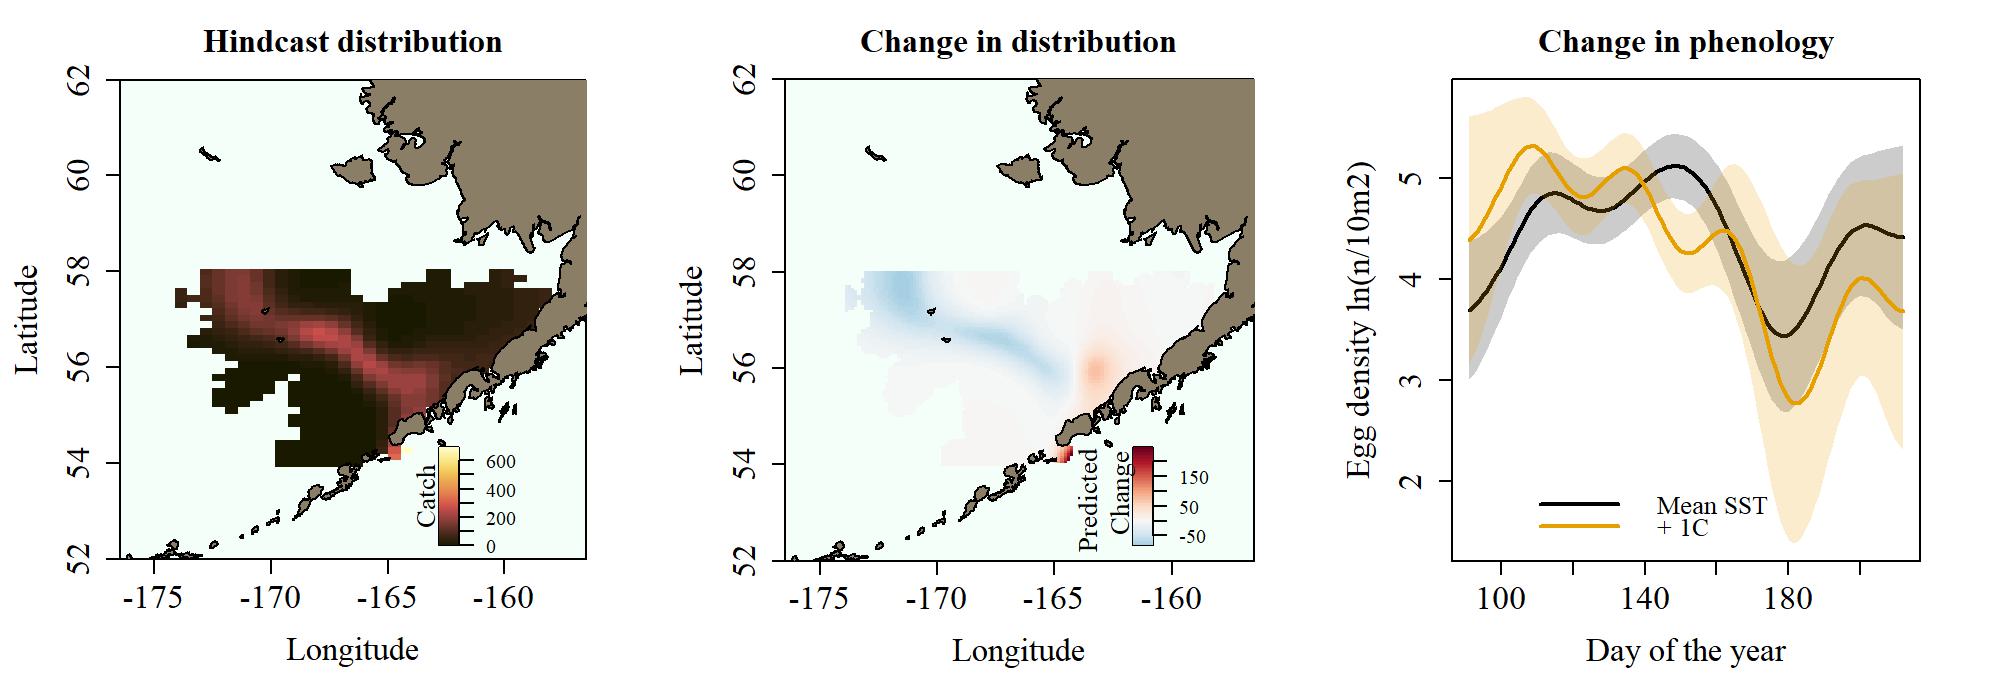 Hindcast distribution
Latitude
62
60
58
56
54
52
Catch
600
400
200
0
-175
-170
-165
-160
Longitude
Change in distribution
Latitude
62
60
58
56
54
52
Predicted
Change
150
50
-50
-175
-170
-165
-160
Longitude
Change in phenology
Egg density ln(n/10m2)
5
4
3
2
Mean SST
+ 1C
100
140
180
Day of the year